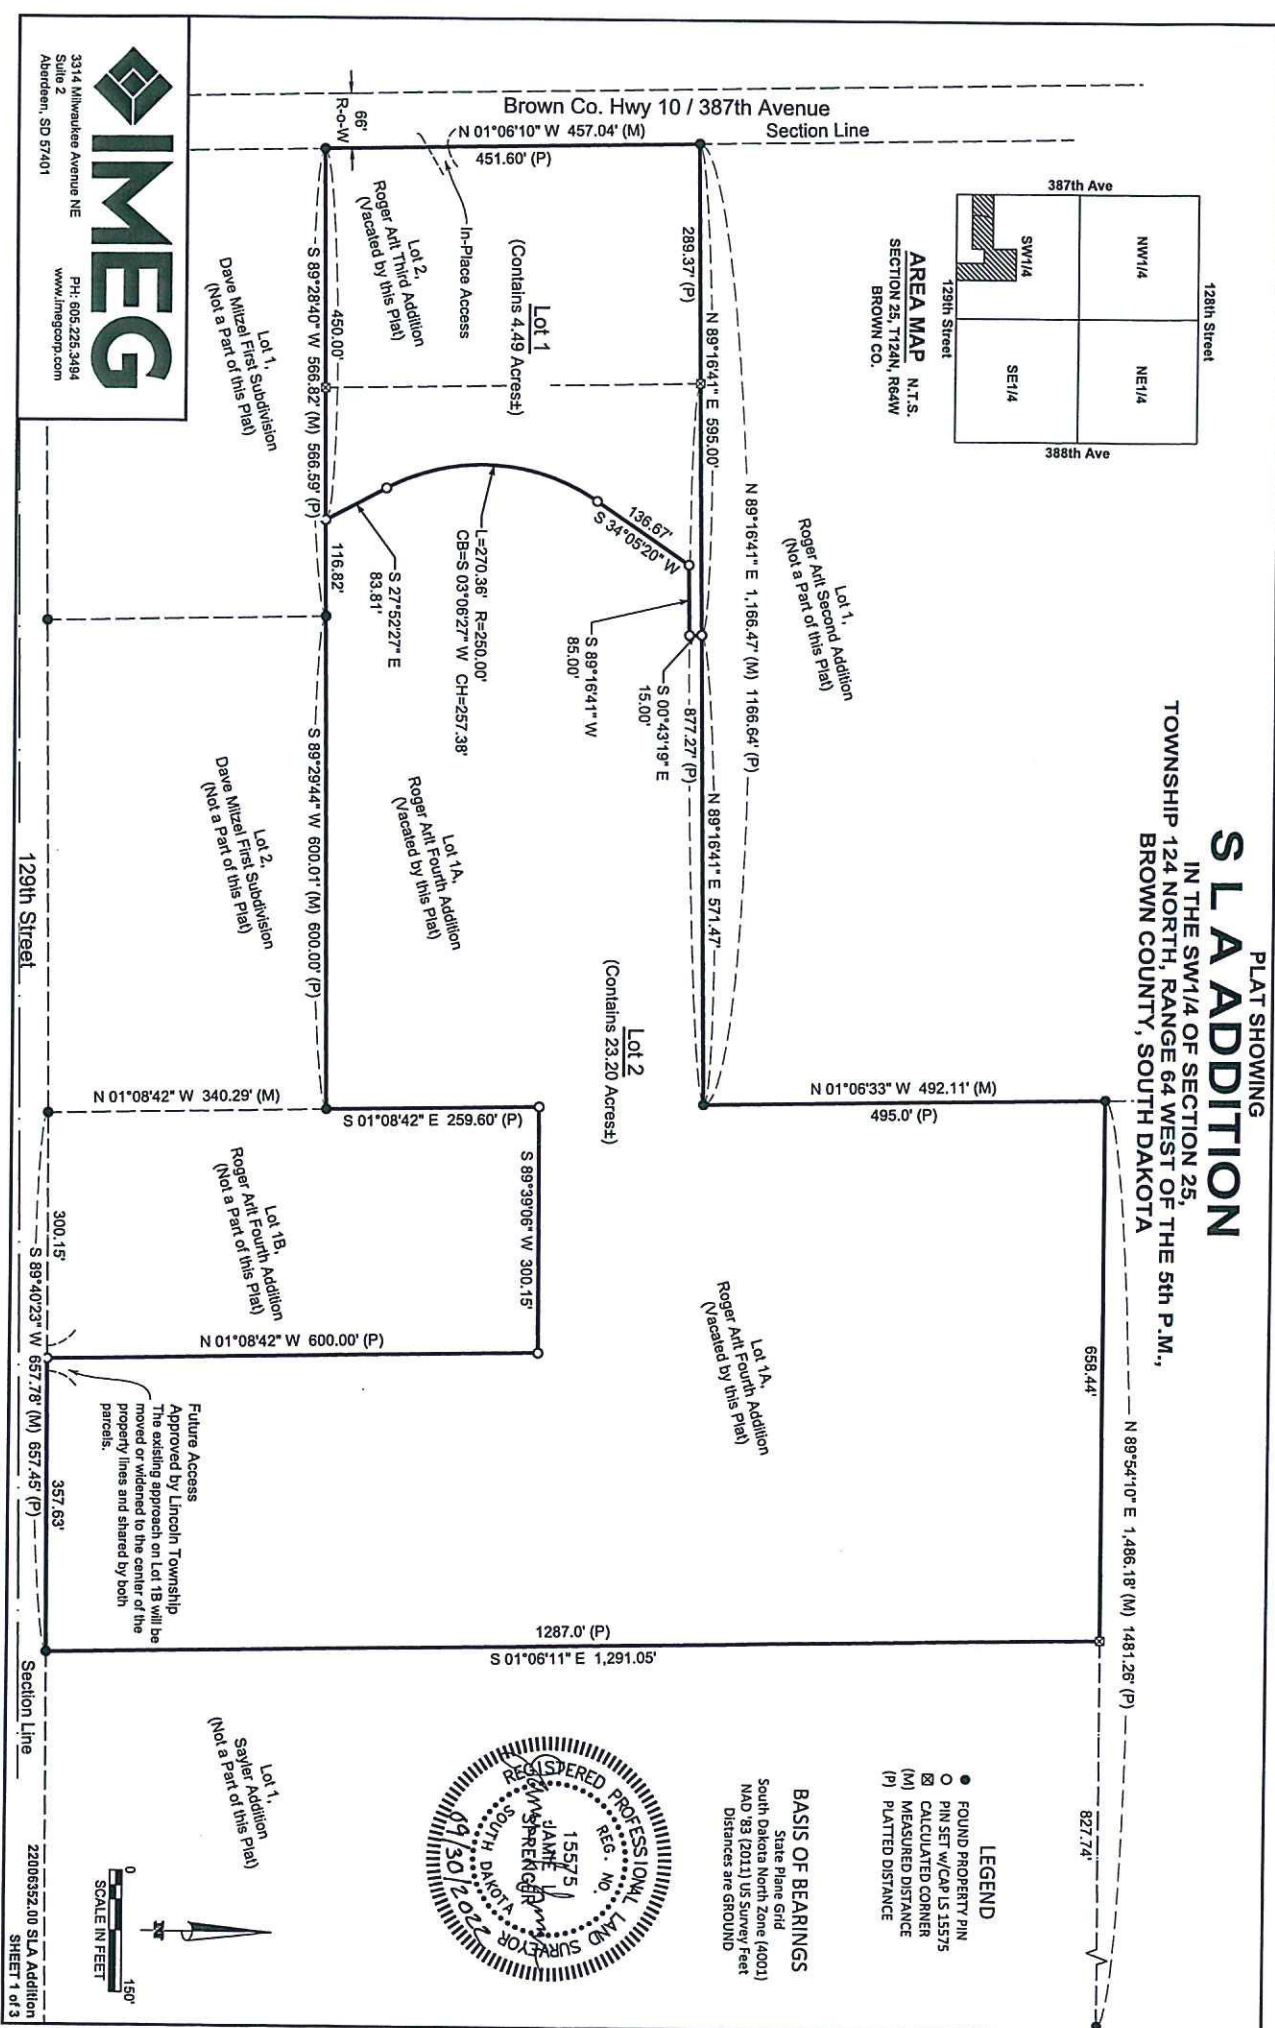 PLAT SHOWING
S L A ADDITION
IN THE SW1/4 OF SECTION 25,
TOWNSHIP 124 NORTH, RANGE 64 WEST OF THE 5th P.M.,
BROWN COUNTY, SOUTH DAKOTA
128th Street
387th Ave
NW1/4
NE1/4
SW1/4
SE1/4
388th Ave
129th Street
AREA MAP N.T.S.
SECTION 25, T124N, R64W
BROWN CO.
N 89°54'10" E 1,486.18' (M) 1481.26' (P)
658.44'
827.74'
N 01°06'33" W 492.11' (M)
495.0' (P)
LEGEND
FOUND PROPERTY PIN
PIN SET w/CAP LS 15575
CALCULATED CORNER
(M) MEASURED DISTANCE
(P) PLATTED DISTANCE
BASIS OF BEARINGS
State Plane Grid
South Dakota North Zone (4001)
NAD '83 (2011) US Survey Feet
Distances are GROUND
Lot 1,
Roger Arlt Second Addition
(Not a Part of this Plat)
N 89°16'41" E 1,166.47' (M) 1166.64' (P)
N 89°16'41" E 595.00'
N 89°16'41" E 571.47'
289.37' (P)
877.27' (P)
S 00°43'19" E
15.00'
S 89°16'41" W
85.00'
136.67'
S 34°05'20" W
Brown Co. Hwy 10 / 387th Avenue
Section Line
N 01°06'10" W 457.04' (M)
451.60' (P)
66'
R-o-W
Lot 1
(Contains 4.49 Acres±)
In-Place Access
Lot 2,
Roger Arlt Third Addition
(Vacated by this Plat)
L=270.36' R=250.00'
CB=S 03°06'27" W CH=257.38'
S 27°52'27" E
83.81'
Lot 2
(Contains 23.20 Acres±)
Lot 1A,
Roger Arlt Fourth Addition
(Vacated by this Plat)
Lot 1A,
Roger Arlt Fourth Addition
(Vacated by this Plat)
450.00'
116.82'
S 89°28'40" W 566.82' (M) 566.59' (P)
S 89°29'44" W 600.01' (M) 600.00' (P)
Lot 1,
Dave Mitzel First Subdivision
(Not a Part of this Plat)
Lot 2,
Dave Mitzel First Subdivision
(Not a Part of this Plat)
S 89°39'06" W 300.15'
S 01°08'42" E 259.60' (P)
N 01°08'42" W 340.29' (M)
N 01°08'42" W 600.00' (P)
Lot 1B,
Roger Arlt Fourth Addition
(Not a Part of this Plat)
1287.0' (P)
S 01°06'11" E 1,291.05'
Future Access
Approved by Lincoln Township
The existing approach on Lot 1B will be
moved or widened to the center of the
property lines and shared by both
parcels.
300.15'
357.63'
S 89°40'23" W 657.78' (M) 657.45' (P)
129th Street
Section Line
Lot 1,
Sayler Addition
(Not a Part of this Plat)
REGISTERED PROFESSIONAL LAND SURVEYOR
REG. NO.
15575
JAMIE L
SPRENGER
SOUTH DAKOTA
09/30/2022
N
0
150'
SCALE IN FEET
IMEG
3314 Milwaukee Avenue NE
Suite 2
Aberdeen, SD 57401
PH: 605.225.3494
www.imegcorp.com
22006352.00 SLA Addition
SHEET 1 of 3